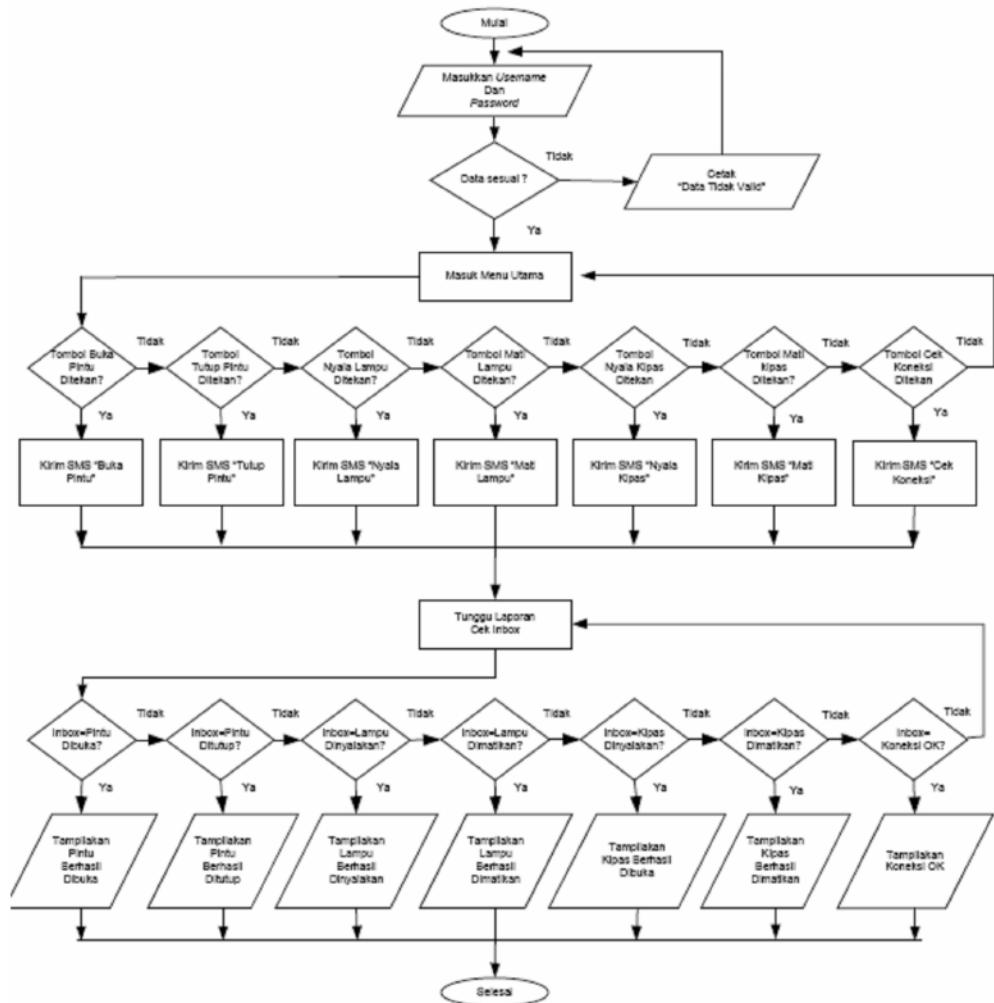 Mulai
Masukkan Username
Dan
Password
Data sesuai ?
Tidak
Cetak
"Data Tidak Valid"
Ya
Masuk Menu Utama
Tombol Buka
Pintu
Ditekan?
Tidak
Tombol
Tutup Pintu
Ditekan?
Tidak
Tombol
Nyala Lampu
Ditekan?
Tidak
Tombol Mati
Lampu
Ditekan?
Tidak
Tombol
Nyala Kipas
Ditekan
Tidak
Tombol Mati
kipas
Ditekan?
Tidak
Tombol Cek
Koneksi
Ditekan
Tidak
Ya
Ya
Ya
Ya
Ya
Ya
Ya
Kirim SMS "Buka
Pintu"
Kirim SMS "Tutup
Pintu"
Kirim SMS "Nyala
Lampu"
Kirim SMS "Mati
Lampu"
Kirim SMS "Nyala
Kipas"
Kirim SMS "Mati
Kipas"
Kirim SMS "Cek
Koneksi"
Tunggu Laporan
Cek Inbox
Inbox=Pintu
Dibuka?
Tidak
Inbox=Pintu
Ditutup?
Tidak
Inbox=Lampu
Dinyalakan?
Tidak
Inbox=Lampu
Dimatikan?
Tidak
Inbox=Kipas
Dinyalakan?
Tidak
Inbox=Kipas
Dimatikan?
Tidak
Inbox=
Koneksi OK?
Tidak
Ya
Ya
Ya
Ya
Ya
Ya
Ya
Tampilakan
Pintu
Berhasil
Dibuka
Tampilakan
Pintu
Berhasil
Ditutup
Tampilakan
Lampu
Berhasil
Dinyalakan
Tampilakan
Lampu
Berhasil
Dimatikan
Tampilakan
Kipas Berhasil
Dibuka
Tampilakan
Kipas
Berhasil
Dimatikan
Tampilakan
Koneksi OK
Selesai